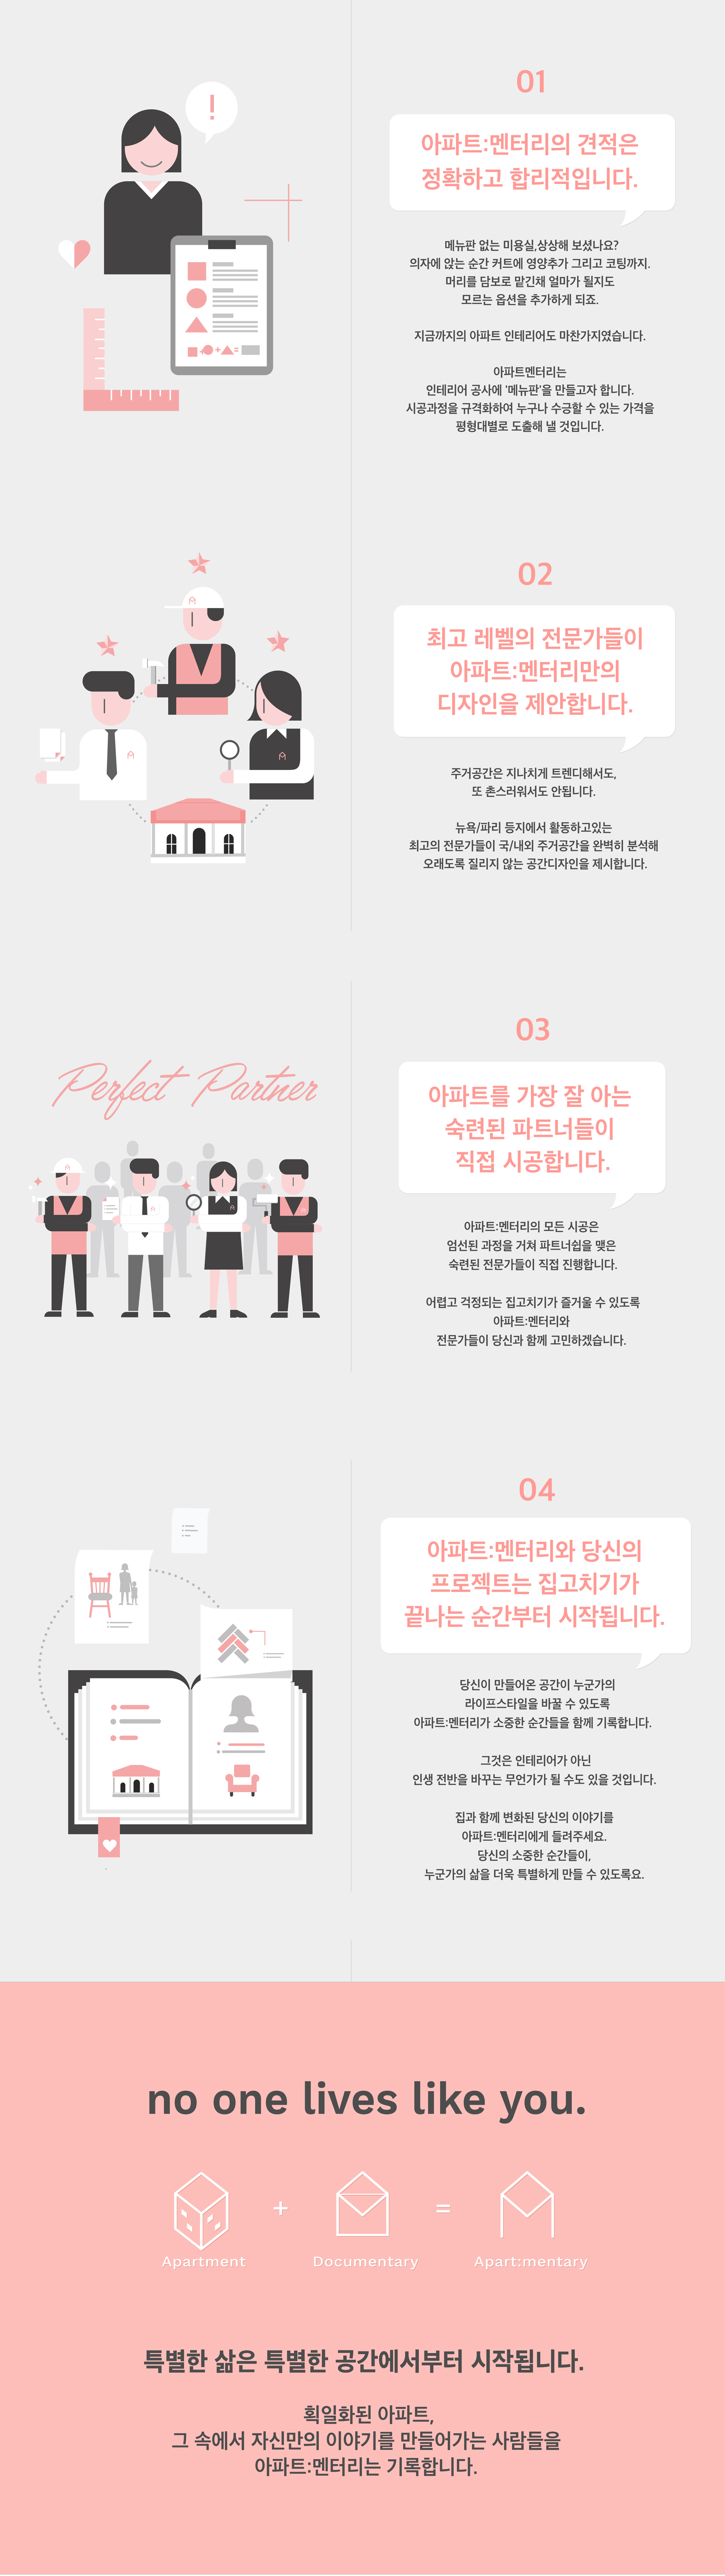 !
01
아파트:멘터리의 견적은
정확하고 합리적입니다.
메뉴판 없는 미용실,상상해 보셨나요?
의자에 앉는 순간 커트에 영양추가 그리고 코팅까지.
머리를 담보로 맡긴채 얼마가 될지도
모르는 옵션을 추가하게 되죠.
지금까지의 아파트 인테리어도 마찬가지였습니다.
아파트멘터리는
인테리어 공사에 '메뉴판'을 만들고자 합니다.
시공과정을 규격화하여 누구나 수긍할 수 있는 가격을
평형대별로 도출해 낼 것입니다.
02
최고 레벨의 전문가들이
아파트:멘터리만의
디자인을 제안합니다.
주거공간은 지나치게 트렌디해서도,
또 촌스러워서도 안됩니다.
뉴욕/파리 등지에서 활동하고있는
최고의 전문가들이 국/내외 주거공간을 완벽히 분석해
오래도록 질리지 않는 공간디자인을 제시합니다.
Perfect Partner
03
아파트를 가장 잘 아는
숙련된 파트너들이
직접 시공합니다.
아파트:멘터리의 모든 시공은
엄선된 과정을 거쳐 파트너쉽을 맺은
숙련된 전문가들이 직접 진행합니다.
어렵고 걱정되는 집고치기가 즐거울 수 있도록
아파트:멘터리와
전문가들이 당신과 함께 고민하겠습니다.
04
아파트:멘터리와 당신의
프로젝트는 집고치기가
끝나는 순간부터 시작됩니다.
당신이 만들어온 공간이 누군가의
라이프스타일을 바꿀 수 있도록
아파트:멘터리가 소중한 순간들을 함께 기록합니다.
그것은 인테리어가 아닌
인생 전반을 바꾸는 무언가가 될 수도 있을 것입니다.
집과 함께 변화된 당신의 이야기를
아파트:멘터리에게 들려주세요.
당신의 소중한 순간들이,
누군가의 삶을 더욱 특별하게 만들 수 있도록요.
no one lives like you.
+ =
Apartment Documentary Apart:mentary
특별한 삶은 특별한 공간에서부터 시작됩니다.
획일화된 아파트,
그 속에서 자신만의 이야기를 만들어가는 사람들을
아파트:멘터리는 기록합니다.